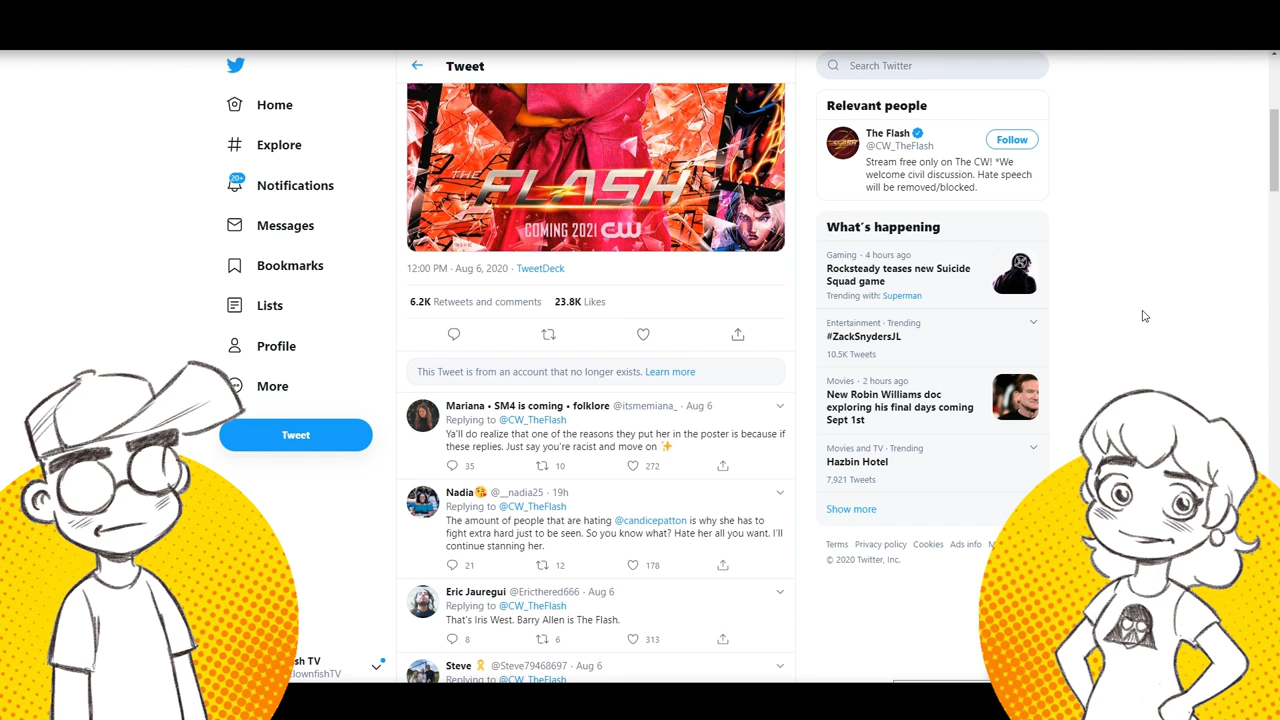 Home
Explore
20+
Notifications
Messages
Bookmarks
Lists
Profile
More
Tweet
sh TV
lownfishTV
Tweet
THE
FLASH
COMING 2021 CW
12:00 PM · Aug 6, 2020 · TweetDeck
6.2K Retweets and comments 23.8K Likes
This Tweet is from an account that no longer exists. Learn more
Mariana • SM4 is coming • folklore @itsmemiana_ · Aug 6
Replying to @CW_TheFlash
Ya'll do realize that one of the reasons they put her in the poster is because if
these replies. Just say you're racist and move on ✨
35 10 272
Nadia😘 @__nadia25 · 19h
Replying to @CW_TheFlash
The amount of people that are hating @candicepatton is why she has to
fight extra hard just to be seen. So you know what? Hate her all you want. I'll
continue stanning her.
21 12 178
Eric Jauregui @Ericthered666 · Aug 6
Replying to @CW_TheFlash
That's Iris West. Barry Allen is The Flash.
8 6 313
Steve 🎗 @Steve79468697 · Aug 6
Replying to @CW_TheFlash
Search Twitter
Relevant people
The Flash
@CW_TheFlash
Follow
Stream free only on The CW! *We
welcome civil discussion. Hate speech
will be removed/blocked.
What's happening
Gaming · 4 hours ago
Rocksteady teases new Suicide
Squad game
Trending with: Superman
Entertainment · Trending
#ZackSnydersJL
10.5K Tweets
Movies · 2 hours ago
New Robin Williams doc
exploring his final days coming
Sept 1st
Movies and TV · Trending
Hazbin Hotel
7,921 Tweets
Show more
Terms Privacy policy Cookies Ads info
© 2020 Twitter, Inc.